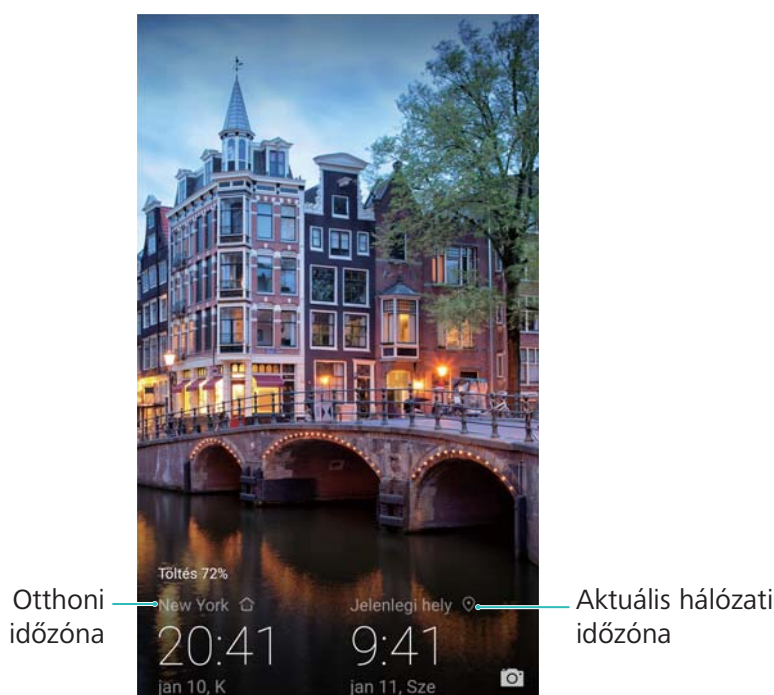 Töltés 72%
Otthoni időzóna
New York
Jelenlegi hely
Aktuális hálózati időzóna
20:41
9:41
jan 10, K
jan 11, Sze